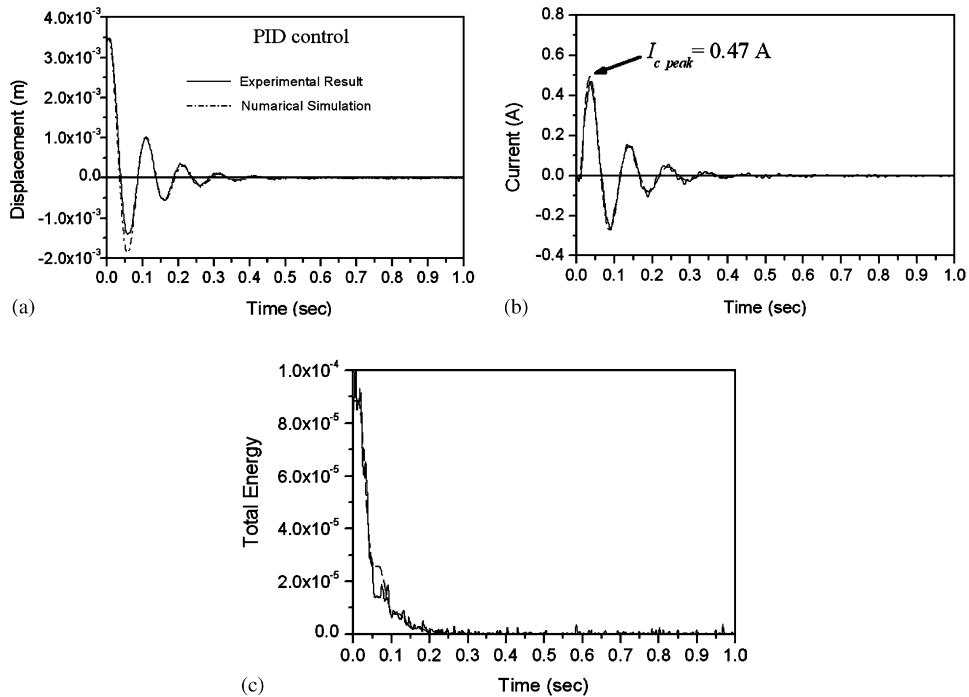 4.0x10⁻³
3.0x10⁻³
2.0x10⁻³
1.0x10⁻³
0.0
-1.0x10⁻³
-2.0x10⁻³
Displacement (m)
PID control
Experimental Result
Numarical Simulation
0.0 0.1 0.2 0.3 0.4 0.5 0.6 0.7 0.8 0.9 1.0
Time (sec)
(a)
0.8
0.6
0.4
0.2
0.0
-0.2
-0.4
Current (A)
I c peak = 0.47 A
0.0 0.1 0.2 0.3 0.4 0.5 0.6 0.7 0.8 0.9 1.0
Time (sec)
(b)
1.0x10⁻⁴
8.0x10⁻⁵
6.0x10⁻⁵
4.0x10⁻⁵
2.0x10⁻⁵
0.0
Total Energy
0.0 0.1 0.2 0.3 0.4 0.5 0.6 0.7 0.8 0.9 1.0
Time (sec)
(c)